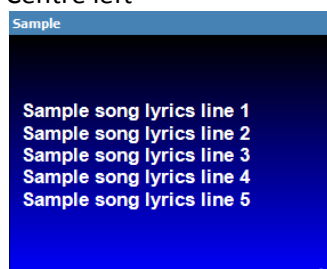 Centre left
Sample
Sample song lyrics line 1
Sample song lyrics line 2
Sample song lyrics line 3
Sample song lyrics line 4
Sample song lyrics line 5